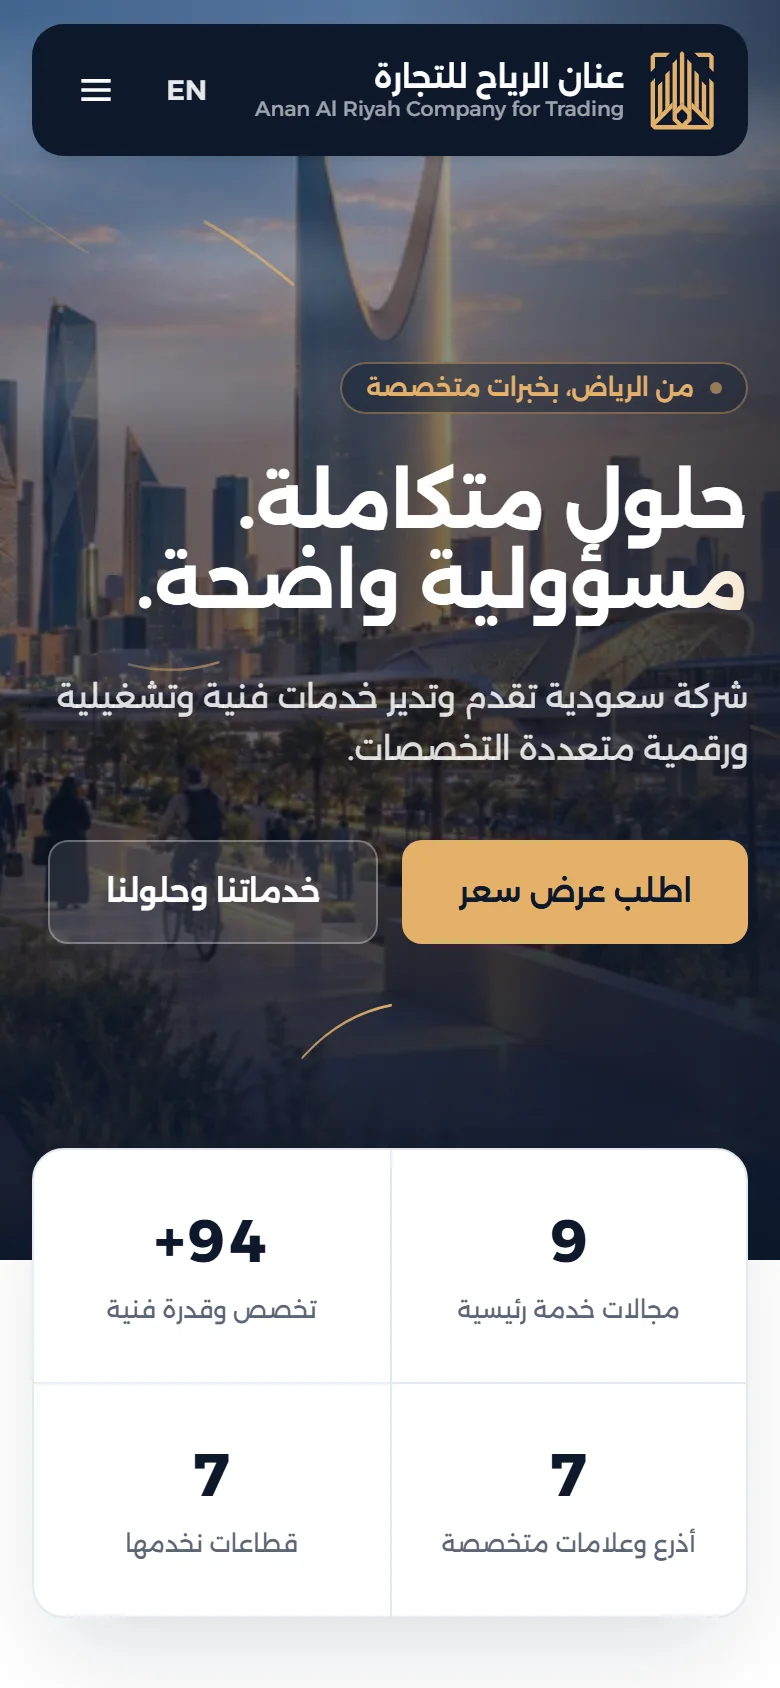 عنان الرياح للتجارة
Anan Al Riyah Company for Trading
EN
من الرياض، بخبرات متخصصة
حلول متكاملة.
مسؤولية واضحة.
شركة سعودية تقدم وتدير خدمات فنية وتشغيلية
ورقمية متعددة التخصصات.
اطلب عرض سعر
خدماتنا وحلولنا
9
مجالات خدمة رئيسية
+94
تخصص وقدرة فنية
7
أذرع وعلامات متخصصة
7
قطاعات نخدمها